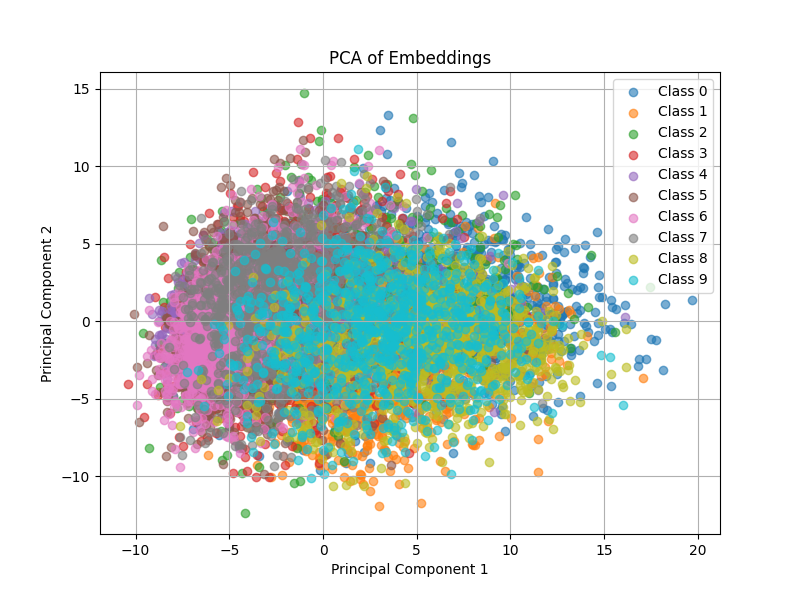 PCA of Embeddings
Class 0
Class 1
Class 2
Class 3
Class 4
Class 5
Class 6
Class 7
Class 8
Class 9
15
10
5
0
−5
−10
Principal Component 2
−10 −5 0 5 10 15 20
Principal Component 1